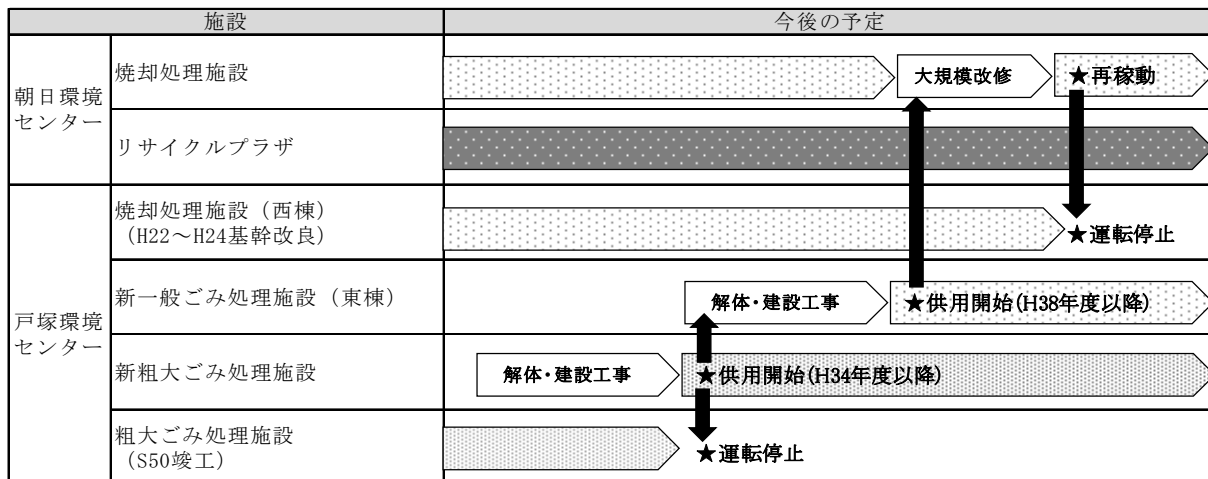 施設
今後の予定
朝日環境
センター
焼却処理施設
大規模改修
★再稼動
リサイクルプラザ
戸塚環境
センター
焼却処理施設（西棟）
（H22～H24基幹改良）
★運転停止
新一般ごみ処理施設（東棟）
解体・建設工事
★供用開始(H38年度以降)
新粗大ごみ処理施設
解体・建設工事
★供用開始(H34年度以降)
粗大ごみ処理施設
（S50竣工）
★運転停止